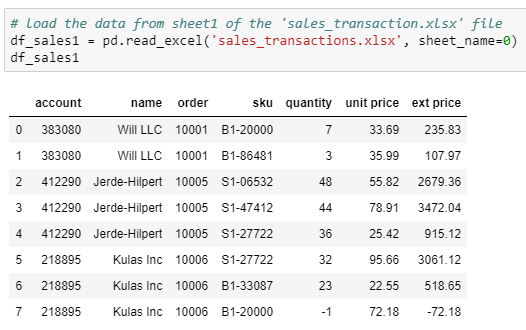 # load the data from sheet1 of the 'sales_transaction.xlsx' file
df_sales1 = pd.read_excel('sales_transactions.xlsx', sheet_name=0)
df_sales1
account name order sku quantity unit price ext price
0 383080 Will LLC 10001 B1-20000 7 33.69 235.83
1 383080 Will LLC 10001 B1-86481 3 35.99 107.97
2 412290 Jerde-Hilpert 10005 S1-06532 48 55.82 2679.36
3 412290 Jerde-Hilpert 10005 S1-47412 44 78.91 3472.04
4 412290 Jerde-Hilpert 10005 S1-27722 36 25.42 915.12
5 218895 Kulas Inc 10006 S1-27722 32 95.66 3061.12
6 218895 Kulas Inc 10006 B1-33087 23 22.55 518.65
7 218895 Kulas Inc 10006 B1-20000 -1 72.18 -72.18